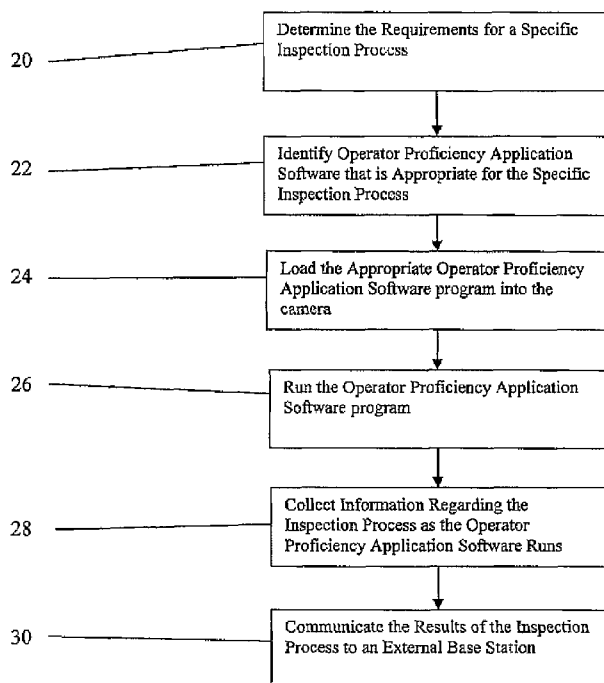 20
Determine the Requirements for a Specific
Inspection Process
22
Identify Operator Proficiency Application
Software that is Appropriate for the Specific
Inspection Process
24
Load the Appropriate Operator Proficiency
Application Software program into the
camera
26
Run the Operator Proficiency Application
Software program
28
Collect Information Regarding the
Inspection Process as the Operator
Proficiency Application Software Runs
30
Communicate the Results of the Inspection
Process to an External Base Station